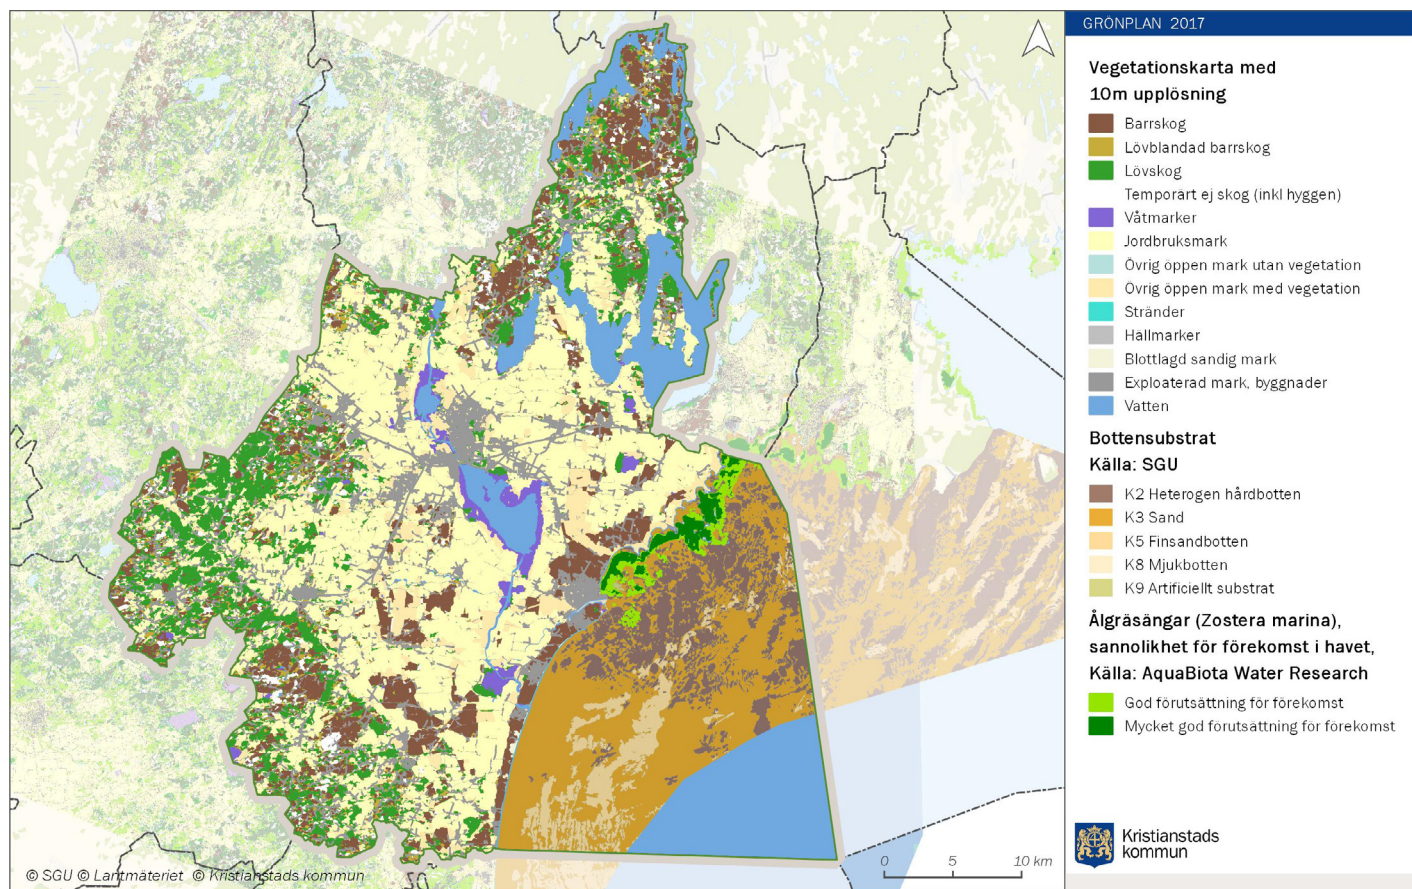 GRÖNPLAN 2017
Vegetationskarta med
10m upplösning
Barrskog
Lövblandad barrskog
Lövskog
Temporärt ej skog (inkl hyggen)
Våtmarker
Jordbruksmark
Övrig öppen mark utan vegetation
Övrig öppen mark med vegetation
Stränder
Hällmarker
Blottlagd sandig mark
Exploaterad mark, byggnader
Vatten
Bottensubstrat
Källa: SGU
K2 Heterogen hårdbotten
K3 Sand
K5 Finsandbotten
K8 Mjukbotten
K9 Artificiellt substrat
Ålgräsängar (Zostera marina),
sannolikhet för förekomst i havet,
Källa: AquaBiota Water Research
God förutsättning för förekomst
Mycket god förutsättning för förekomst
Kristianstads
kommun
0 5 10 km
© SGU © Lantmäteriet © Kristianstads kommun